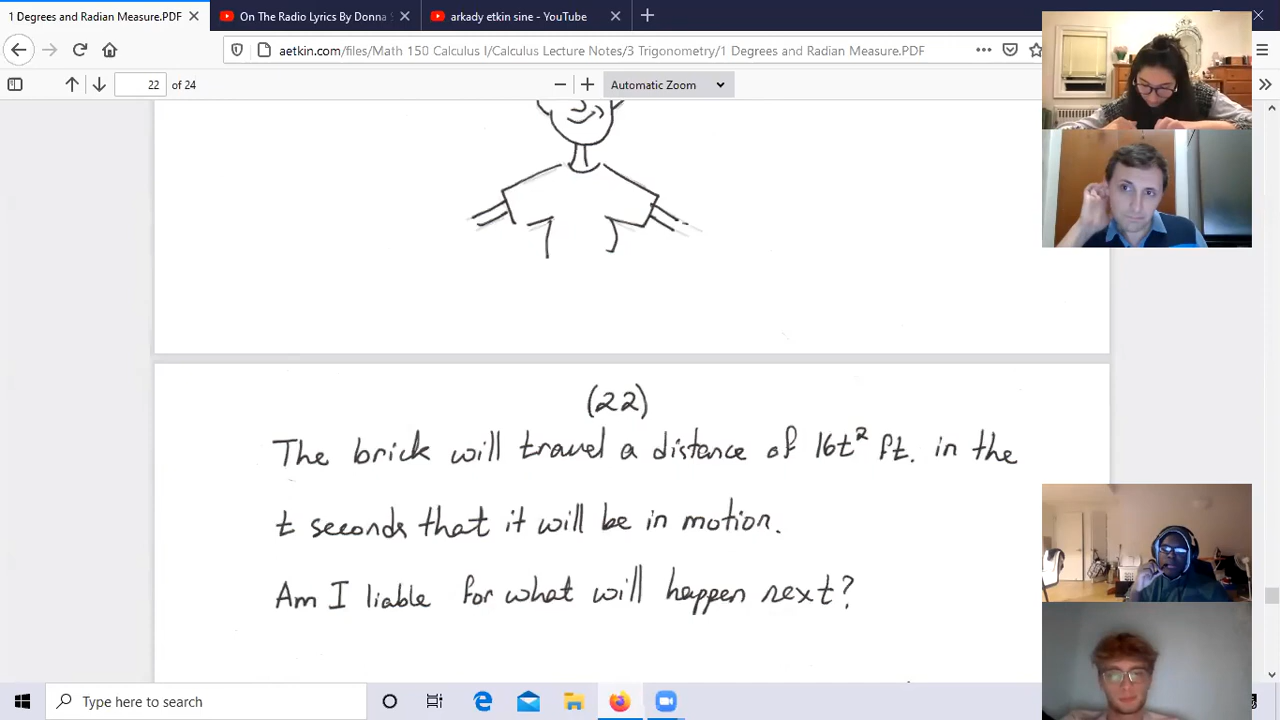 1 Degrees and Radian Measure.PDF
On The Radio Lyrics By Donna S
arkady etkin sine - YouTube
aetkin.com/files/Math 150 Calculus I/Calculus Lecture Notes/3 Trigonometry/1 Degrees and Radian Measure.PDF
22 of 24
Automatic Zoom
(22)
The brick will travel a distance of 16t² ft. in the
t seconds that it will be in motion.
Am I liable for what will happen next?
Type here to search